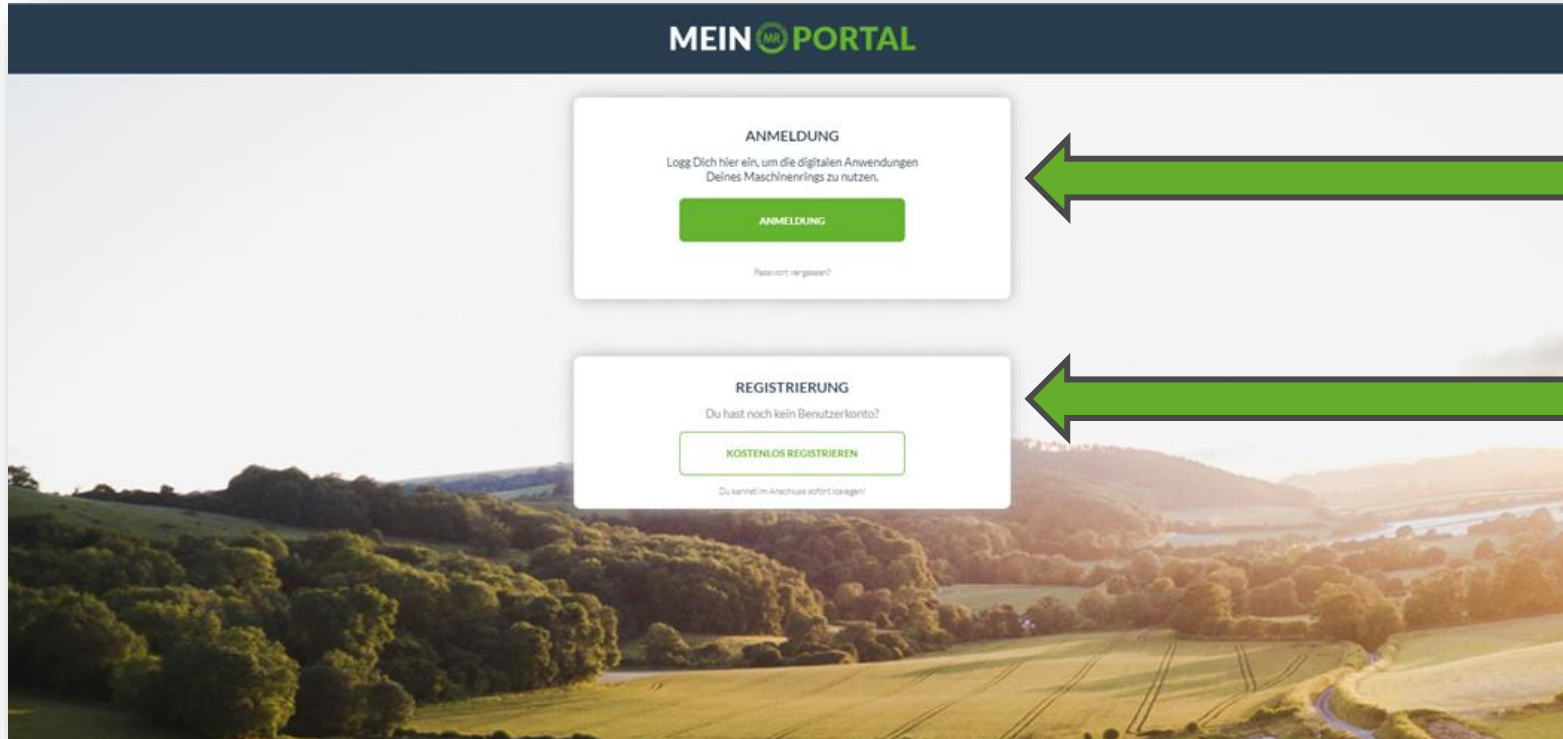 MEIN MR PORTAL
ANMELDUNG
Logg Dich hier ein, um die digitalen Anwendungen
Deines Maschinenrings zu nutzen.
ANMELDUNG
Passwort vergessen?
REGISTRIERUNG
Du hast noch kein Benutzerkonto?
KOSTENLOS REGISTRIEREN
Du kannst im Anschluss sofort loslegen!